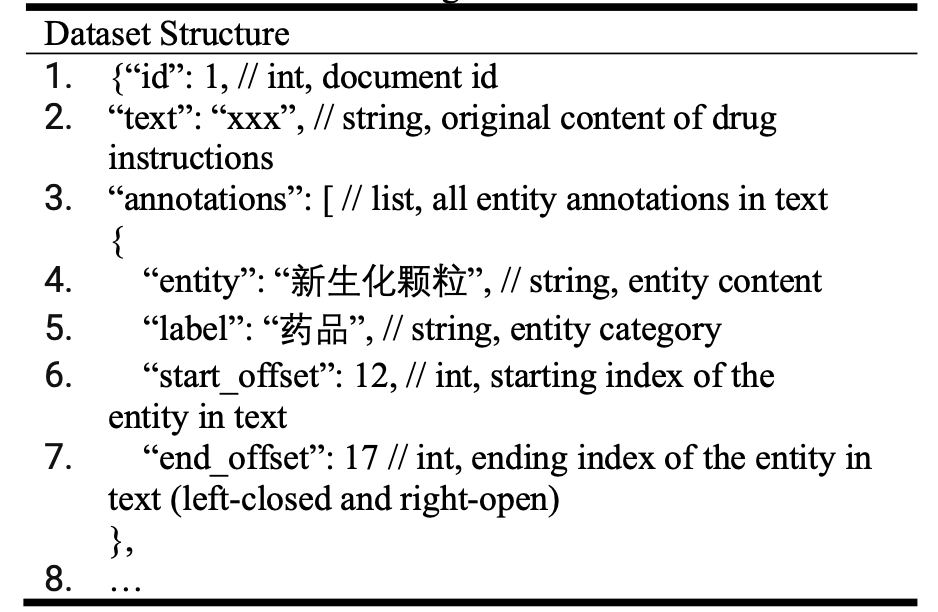 Dataset Structure
1. {“id”: 1, // int, document id
2. “text”: “xxx”, // string, original content of drug
instructions
3. “annotations”: [ // list, all entity annotations in text
{
4. “entity”: “新生化颗粒”, // string, entity content
5. “label”: “药品”, // string, entity category
6. “start_offset”: 12, // int, starting index of the
entity in text
7. “end_offset”: 17 // int, ending index of the entity in
text (left-closed and right-open)
},
8. …